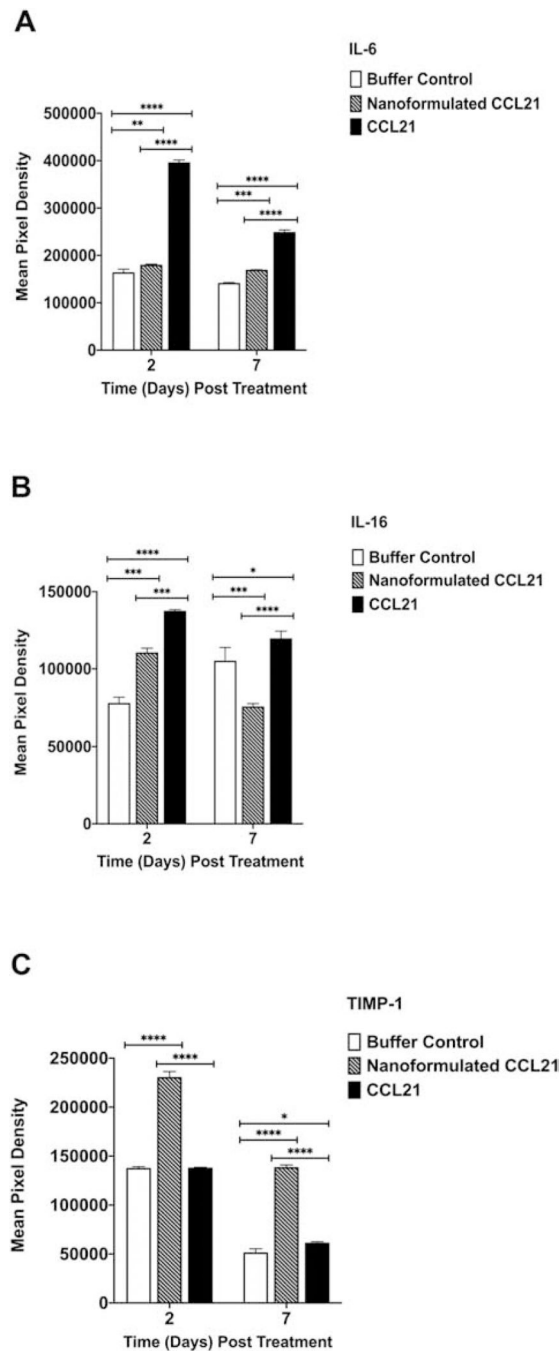 A
IL-6
Buffer Control
Nanoformulated CCL21
CCL21
500000
400000
300000
200000
100000
0
Mean Pixel Density
****
**
****
****
***
****
2 7
Time (Days) Post Treatment
B
IL-16
Buffer Control
Nanoformulated CCL21
CCL21
150000
100000
50000
0
Mean Pixel Density
****
***
***
*
***
****
2 7
Time (Days) Post Treatment
C
TIMP-1
Buffer Control
Nanoformulated CCL21
CCL21
250000
200000
150000
100000
50000
0
Mean Pixel Density
****
****
*
****
****
2 7
Time (Days) Post Treatment